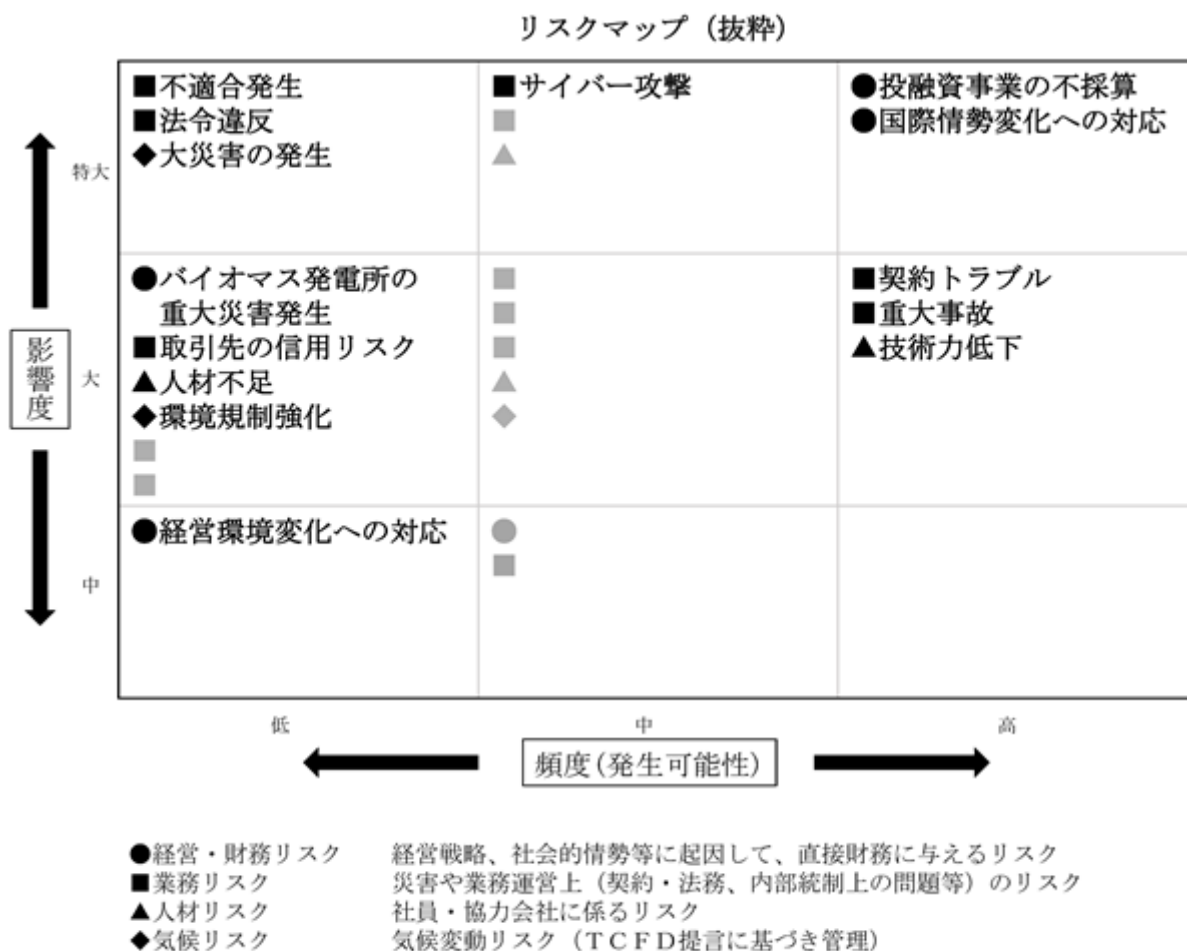 リスクマップ（抜粋）
■不適合発生
■法令違反
◆大災害の発生
■サイバー攻撃
●投融資事業の不採算
●国際情勢変化への対応
特大
●バイオマス発電所の
重大災害発生
■取引先の信用リスク
▲人材不足
◆環境規制強化
■契約トラブル
■重大事故
▲技術力低下
影響度
大
●経営環境変化への対応
中
低
中
高
頻度(発生可能性)
●経営・財務リスク　経営戦略、社会的情勢等に起因して、直接財務に与えるリスク
■業務リスク　災害や業務運営上（契約・法務、内部統制上の問題等）のリスク
▲人材リスク　社員・協力会社に係るリスク
◆気候リスク　気候変動リスク（ＴＣＦＤ提言に基づき管理）